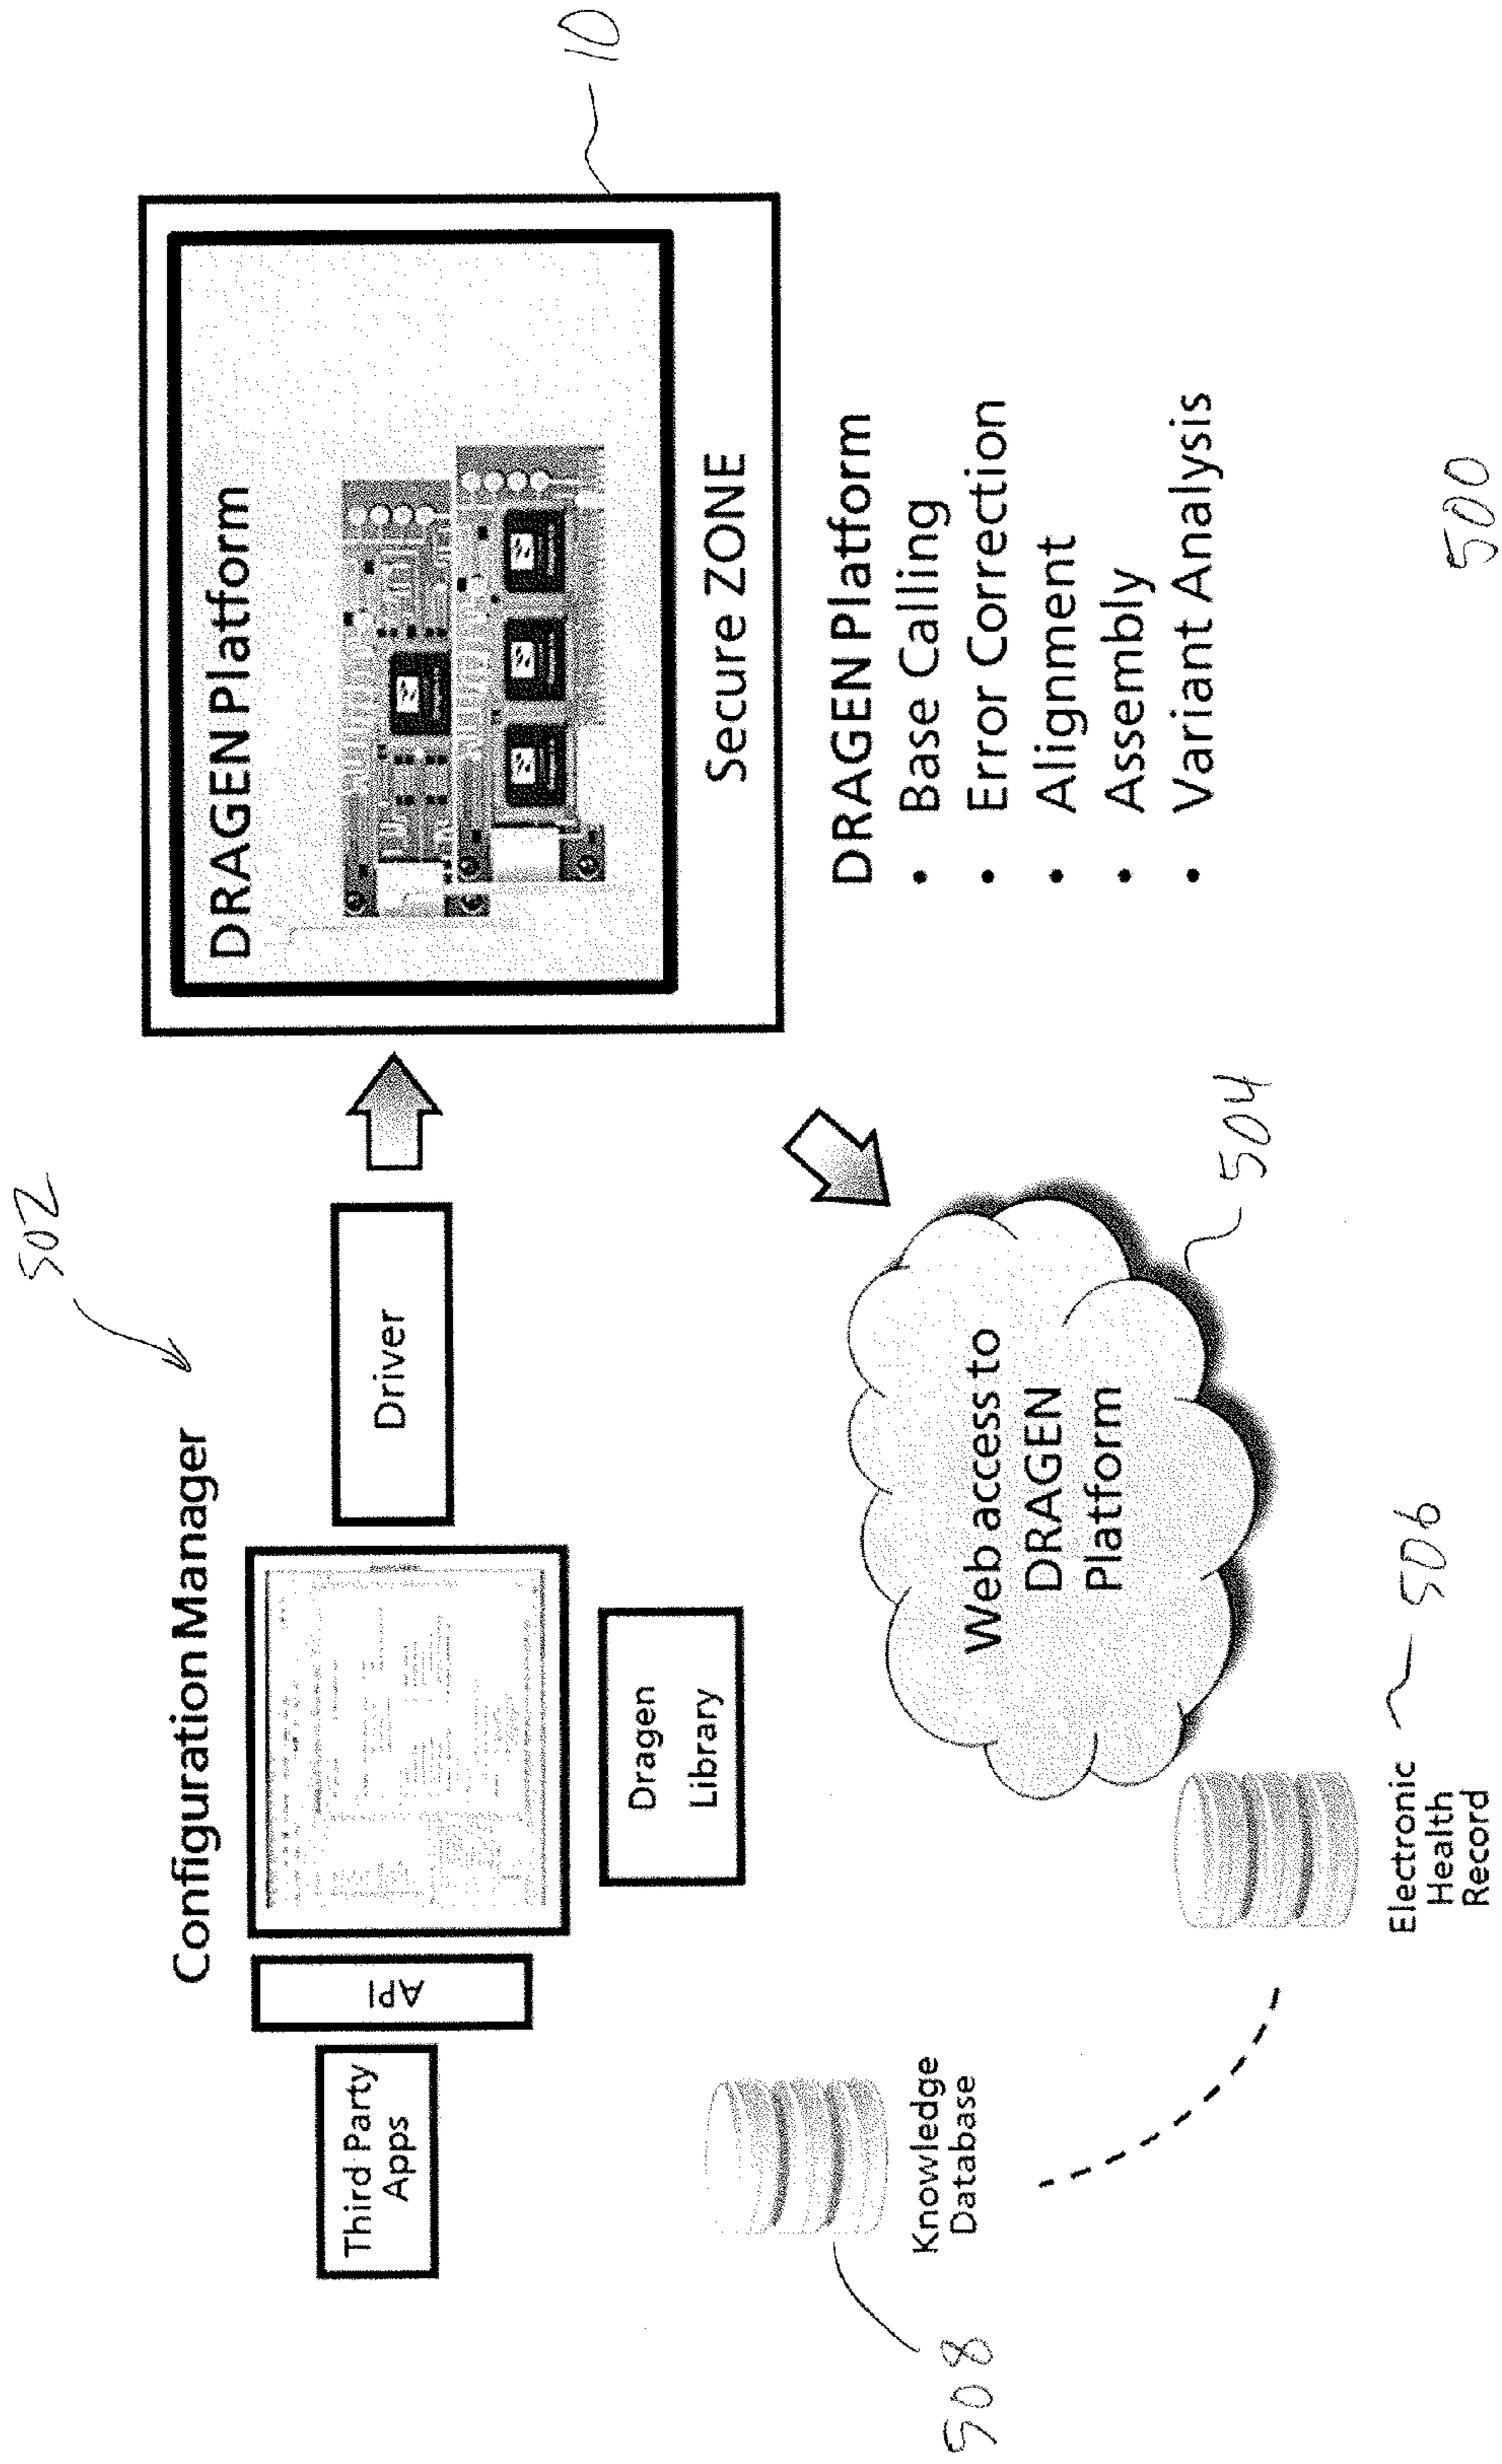 502
Configuration Manager
Third Party
Apps
API
Driver
Dragen
Library
DRAGEN Platform
Secure ZONE
10
DRAGEN Platform
• Base Calling
• Error Correction
• Alignment
• Assembly
• Variant Analysis
Web access to
DRAGEN
Platform
504
Knowledge
Database
508
Electronic
Health
Record
506
500